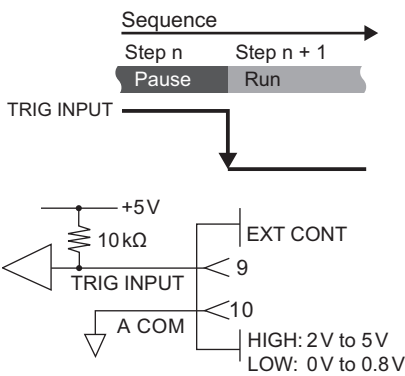 Sequence
Step n Step n + 1
Pause Run
TRIG INPUT
+5V
10kΩ
EXT CONT
9
TRIG INPUT
10
A COM
HIGH: 2V to 5V
LOW: 0V to 0.8V